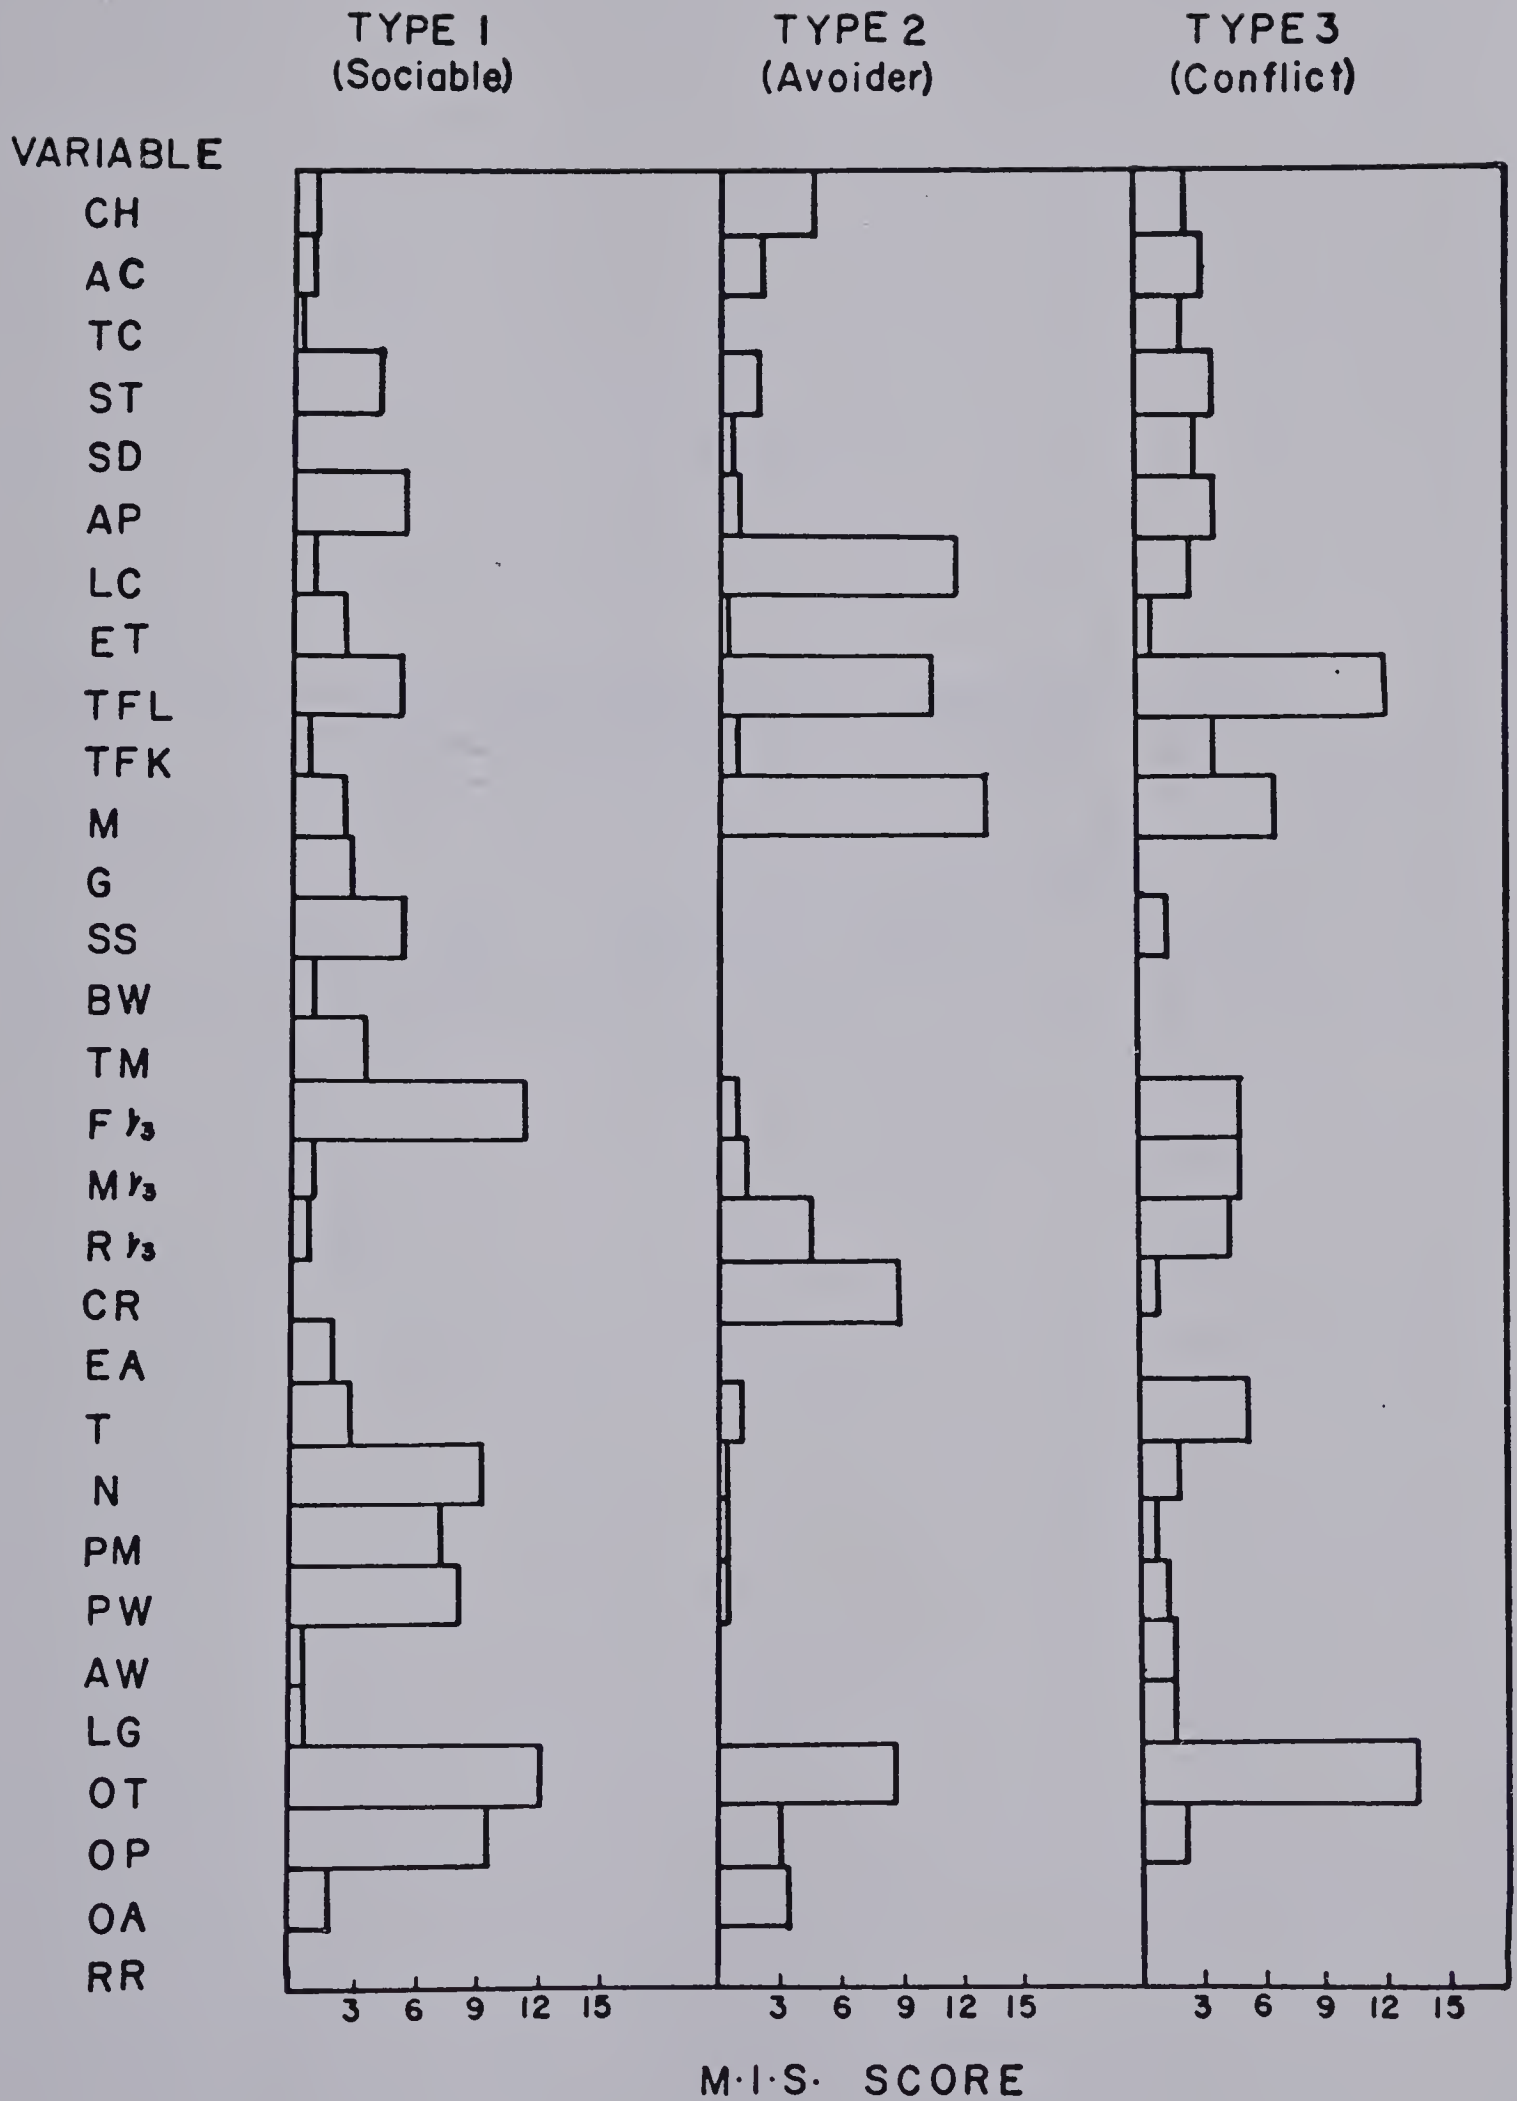 TYPE 1 TYPE 2 TYPE 3
(Sociable) (Avoider) (Conflict)
VARIABLE
CH
AC
TC
ST
SD
AP
LC
ET
TFL
TFK
M
G
SS
BW
TM
F 1/3
M 1/3
R 1/3
CR
EA
T
N
PM
PW
AW
LG
OT
OP
OA
RR
3 6 9 12 15 3 6 9 12 15 3 6 9 12 15
M.I.S. SCORE